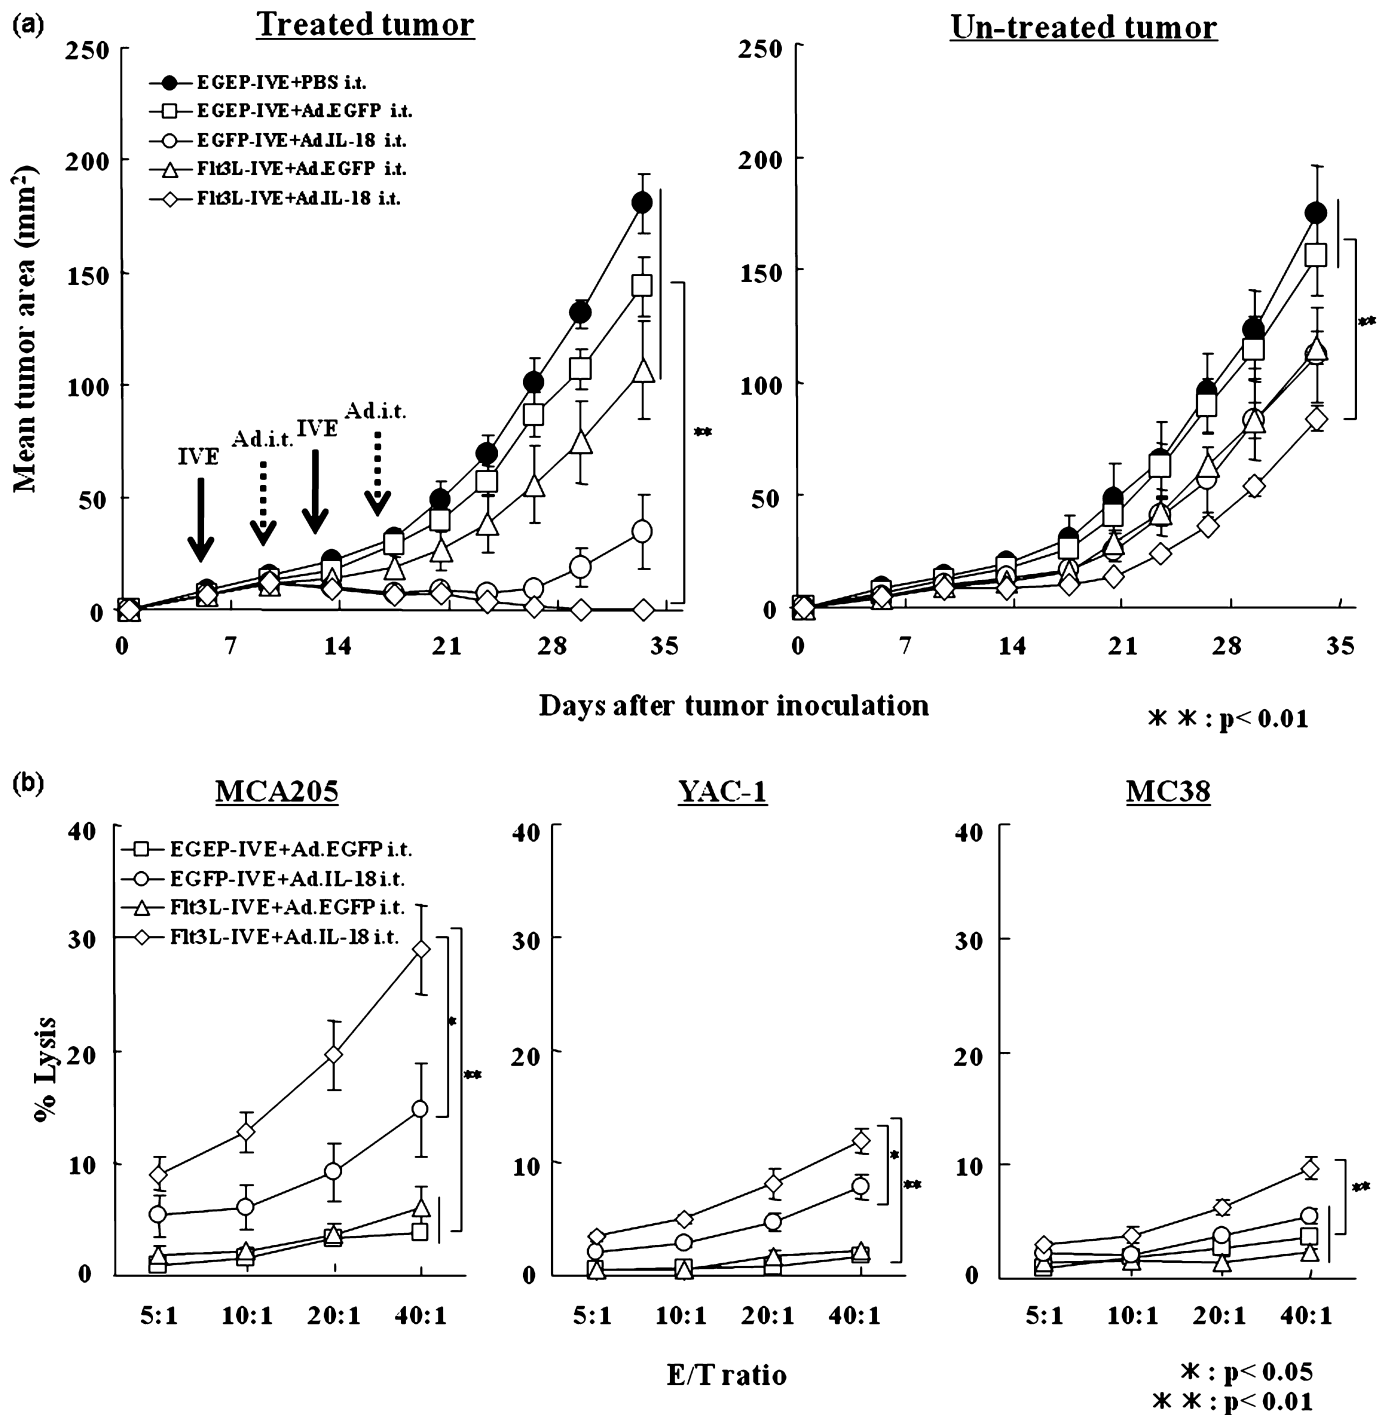 (a)
Treated tumor
Un-treated tumor
Mean tumor area (mm²)
250
200
150
100
50
0
EGEP-IVE+PBS i.t.
EGEP-IVE+Ad.EGFP i.t.
EGFP-IVE+Ad.IL-18 i.t.
Flt3L-IVE+Ad.EGFP i.t.
Flt3L-IVE+Ad.IL-18 i.t.
IVE
Ad.i.t.
IVE
Ad.i.t.
**
0 7 14 21 28 35
250
200
150
100
50
0
**
0 7 14 21 28 35
Days after tumor inoculation
** : p< 0.01
(b)
MCA205
YAC-1
MC38
% Lysis
40
30
20
10
0
EGEP-IVE+Ad.EGFP i.t.
EGFP-IVE+Ad.IL-18 i.t.
Flt3L-IVE+Ad.EGFP i.t.
Flt3L-IVE+Ad.IL-18 i.t.
*
**
5:1 10:1 20:1 40:1
40
30
20
10
0
*
**
5:1 10:1 20:1 40:1
40
30
20
10
0
**
5:1 10:1 20:1 40:1
E/T ratio
* : p< 0.05
** : p< 0.01